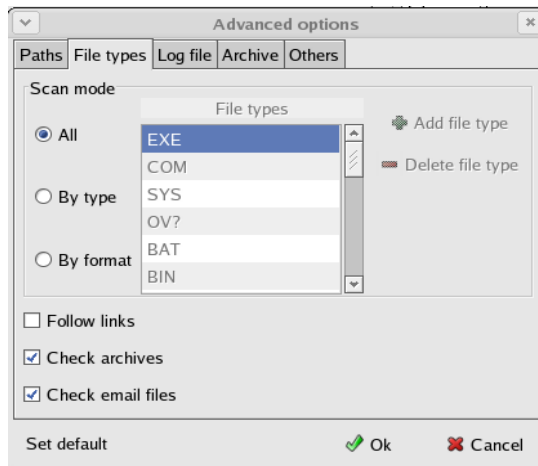 Advanced options
Paths File types Log file Archive Others
Scan mode
File types
All
By type
By format
EXE
COM
SYS
OV?
BAT
BIN
Add file type
Delete file type
Follow links
Check archives
Check email files
Set default
Ok
Cancel